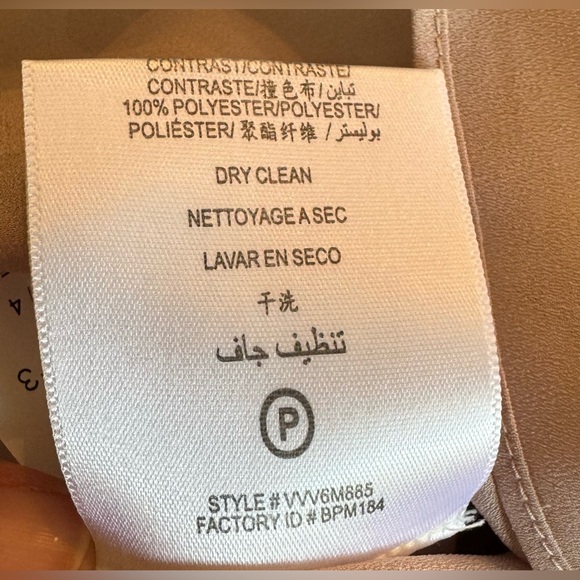 CONTRAST/CONTRASTE/
CONTRASTE/撞色布/تباين/
100% POLYESTER/POLYESTER/
POLIÉSTER/ 聚酯纤维 / بوليستر/
DRY CLEAN
NETTOYAGE A SEC
LAVAR EN SECO
干洗
تنظيف جاف
P
STYLE # VVV6M885
FACTORY ID # BPM184